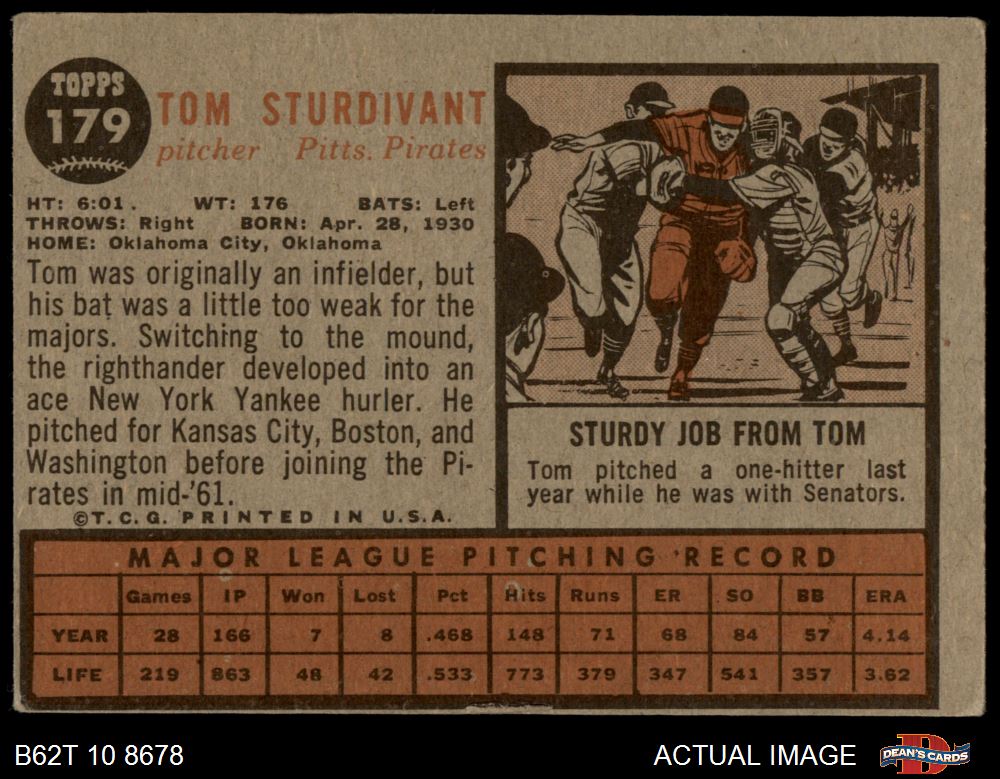 TOPPS
179
TOM STURDIVANT
pitcher Pitts. Pirates
HT: 6:01. WT: 176 BATS: Left
THROWS: Right BORN: Apr. 28, 1930
HOME: Oklahoma City, Oklahoma
Tom was originally an infielder, but
his bat was a little too weak for the
majors. Switching to the mound,
the righthander developed into an
ace New York Yankee hurler. He
pitched for Kansas City, Boston, and
Washington before joining the Pi-
rates in mid-'61.
©T.C.G. PRINTED IN U.S.A.
STURDY JOB FROM TOM
Tom pitched a one-hitter last
year while he was with Senators.
MAJOR LEAGUE PITCHING RECORD
Games IP Won Lost Pct Hits Runs ER SO BB ERA
YEAR 28 166 7 8 .468 148 71 68 84 57 4.14
LIFE 219 863 48 42 .533 773 379 347 541 357 3.62
B62T 10 8678
ACTUAL IMAGE
DEAN'S CARDS